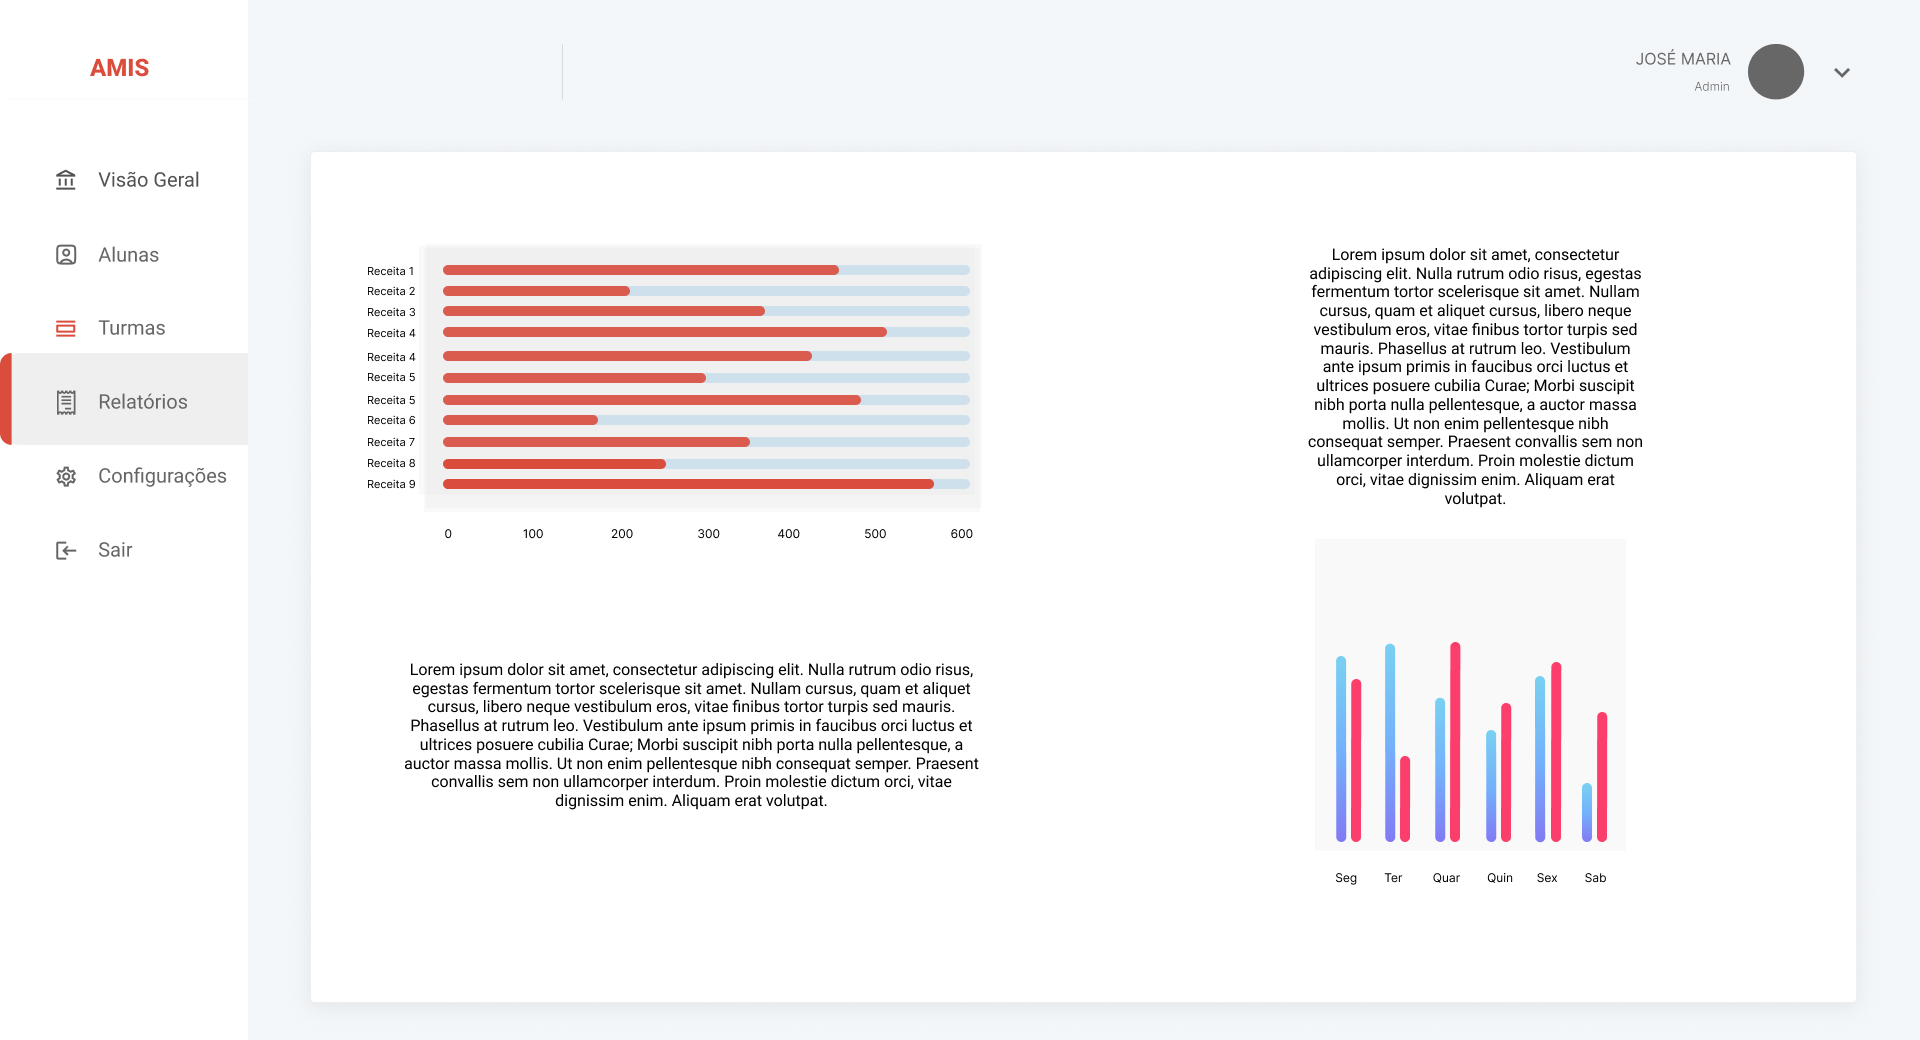 AMIS
JOSÉ MARIA
Admin
Visão Geral
Alunas
Turmas
Relatórios
Configurações
Sair
Receita 1
Receita 2
Receita 3
Receita 4
Receita 4
Receita 5
Receita 5
Receita 6
Receita 7
Receita 8
Receita 9
0 100 200 300 400 500 600
Lorem ipsum dolor sit amet, consectetur adipiscing elit. Nulla rutrum odio risus,
egestas fermentum tortor scelerisque sit amet. Nullam cursus, quam et aliquet
cursus, libero neque vestibulum eros, vitae finibus tortor turpis sed mauris.
Phasellus at rutrum leo. Vestibulum ante ipsum primis in faucibus orci luctus et
ultrices posuere cubilia Curae; Morbi suscipit nibh porta nulla pellentesque, a
auctor massa mollis. Ut non enim pellentesque nibh consequat semper. Praesent
convallis sem non ullamcorper interdum. Proin molestie dictum orci, vitae
dignissim enim. Aliquam erat volutpat.
Lorem ipsum dolor sit amet, consectetur
adipiscing elit. Nulla rutrum odio risus, egestas
fermentum tortor scelerisque sit amet. Nullam
cursus, quam et aliquet cursus, libero neque
vestibulum eros, vitae finibus tortor turpis sed
mauris. Phasellus at rutrum leo. Vestibulum
ante ipsum primis in faucibus orci luctus et
ultrices posuere cubilia Curae; Morbi suscipit
nibh porta nulla pellentesque, a auctor massa
mollis. Ut non enim pellentesque nibh
consequat semper. Praesent convallis sem non
ullamcorper interdum. Proin molestie dictum
orci, vitae dignissim enim. Aliquam erat
volutpat.
Seg Ter Quar Quin Sex Sab